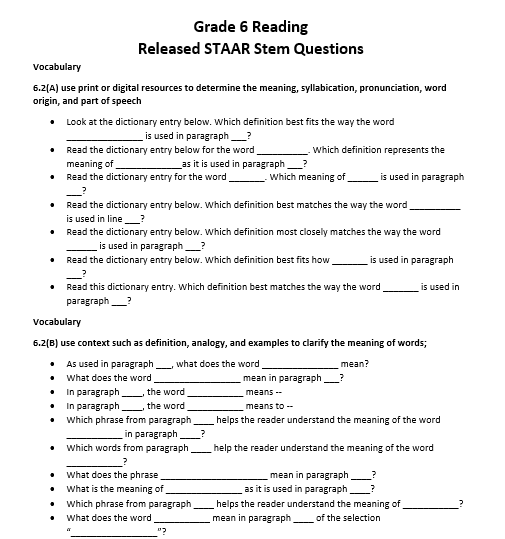 Grade 6 Reading
Released STAAR Stem Questions
Vocabulary
6.2(A) use print or digital resources to determine the meaning, syllabication, pronunciation, word
origin, and part of speech
• Look at the dictionary entry below. Which definition best fits the way the word
_______________ is used in paragraph ___?
• Read the dictionary entry below for the word __________. Which definition represents the
meaning of _____________as it is used in paragraph ___?
• Read the dictionary entry for the word _______. Which meaning of ______ is used in paragraph
___?
• Read the dictionary entry below. Which definition best matches the way the word __________
is used in line ___?
• Read the dictionary entry below. Which definition most closely matches the way the word
______ is used in paragraph ___?
• Read the dictionary entry below. Which definition best fits how _______ is used in paragraph
___?
• Read this dictionary entry. Which definition best matches the way the word _______ is used in
paragraph ___?
Vocabulary
6.2(B) use context such as definition, analogy, and examples to clarify the meaning of words;
• As used in paragraph ___, what does the word _______________ mean?
• What does the word _________________ mean in paragraph ___?
• In paragraph ____, the word ___________ means --
• In paragraph ____, the word ___________ means to --
• Which phrase from paragraph ____ helps the reader understand the meaning of the word
___________ in paragraph ____?
• Which words from paragraph ____ help the reader understand the meaning of the word
___________?
• What does the phrase _____________________ mean in paragraph ____?
• What is the meaning of _______________ as it is used in paragraph ____?
• Which phrase from paragraph ____ helps the reader understand the meaning of ___________?
• What does the word ___________ mean in paragraph ____ of the selection
“_________________”?